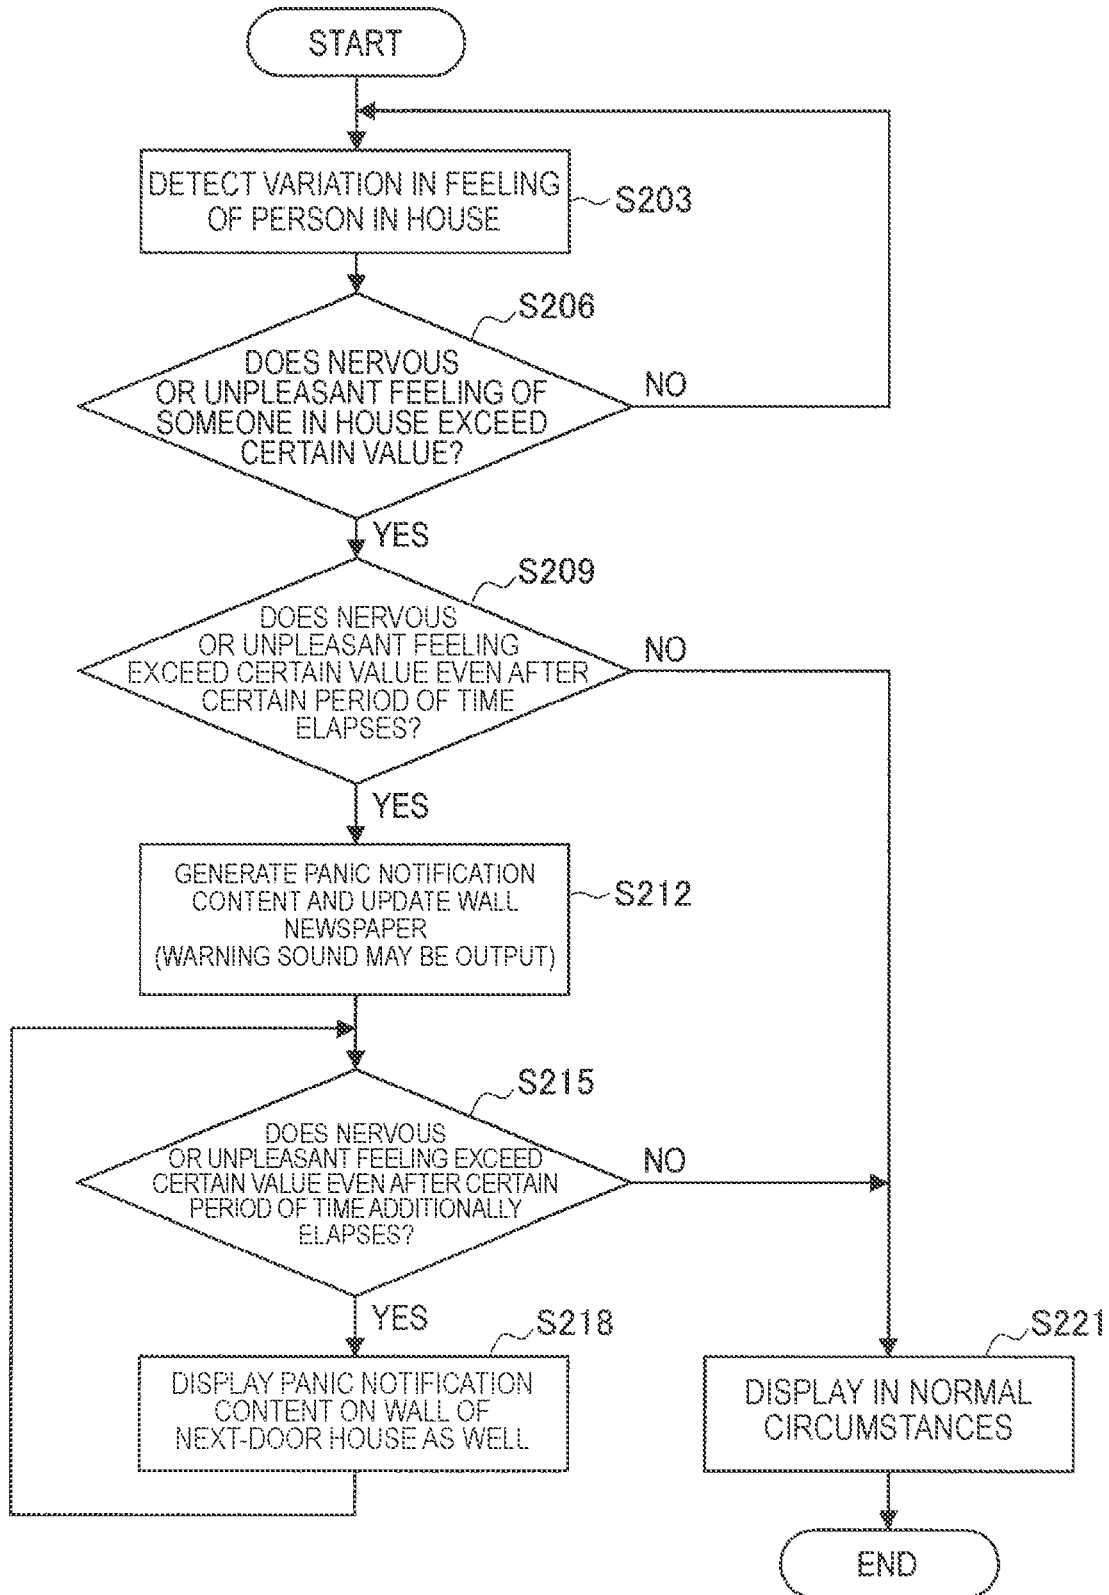 START
DETECT VARIATION IN FEELING
OF PERSON IN HOUSE
S203
S206
DOES NERVOUS
OR UNPLEASANT FEELING OF
SOMEONE IN HOUSE EXCEED
CERTAIN VALUE?
NO
YES
S209
DOES NERVOUS
OR UNPLEASANT FEELING
EXCEED CERTAIN VALUE EVEN AFTER
CERTAIN PERIOD OF TIME
ELAPSES?
NO
YES
GENERATE PANIC NOTIFICATION
CONTENT AND UPDATE WALL
NEWSPAPER
(WARNING SOUND MAY BE OUTPUT)
S212
S215
DOES NERVOUS
OR UNPLEASANT FEELING EXCEED
CERTAIN VALUE EVEN AFTER CERTAIN
PERIOD OF TIME ADDITIONALLY
ELAPSES?
NO
YES
S218
DISPLAY PANIC NOTIFICATION
CONTENT ON WALL OF
NEXT-DOOR HOUSE AS WELL
S221
DISPLAY IN NORMAL
CIRCUMSTANCES
END